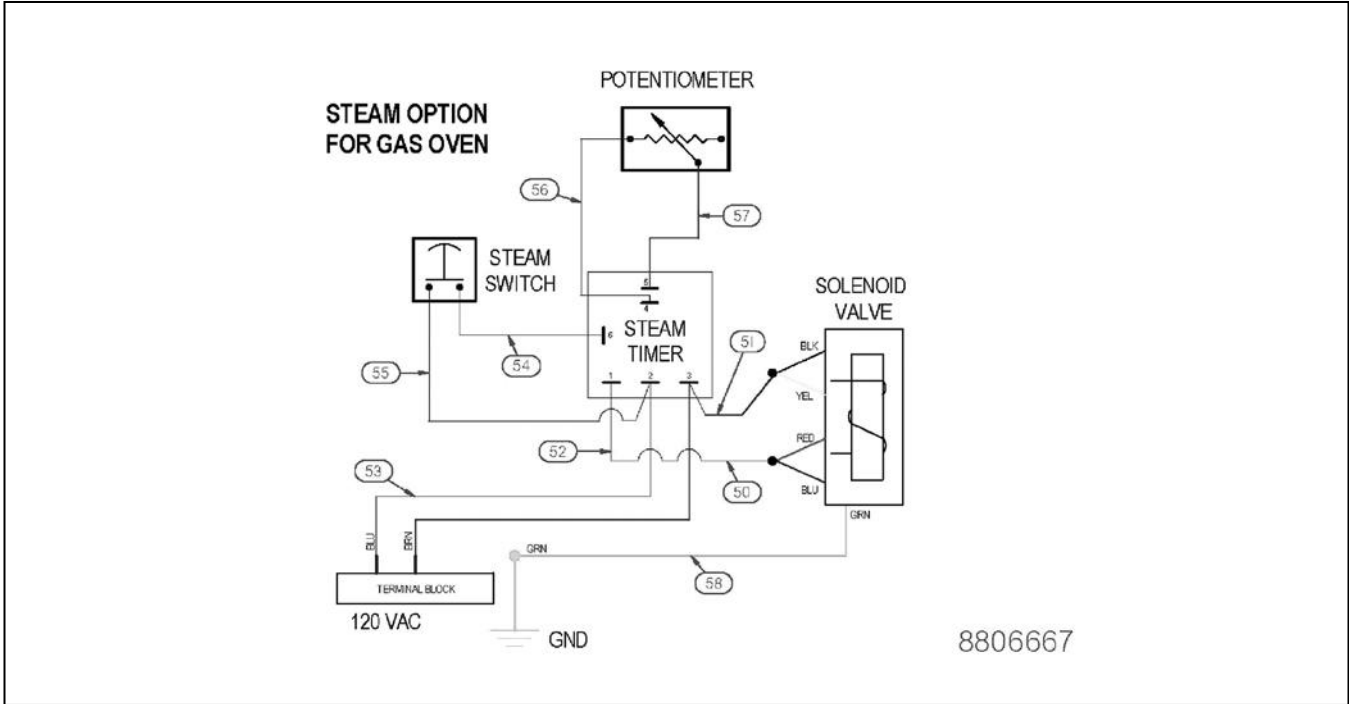 POTENTIOMETER
STEAM OPTION
FOR GAS OVEN
56
57
STEAM
SWITCH
SOLENOID
VALVE
5
4
6
STEAM
TIMER
51
BLK
54
55
1 2 3
YEL
52
RED
53
50
BLU
GRN
BLU
BRN
GRN
58
TERMINAL BLOCK
120 VAC
GND
8806667